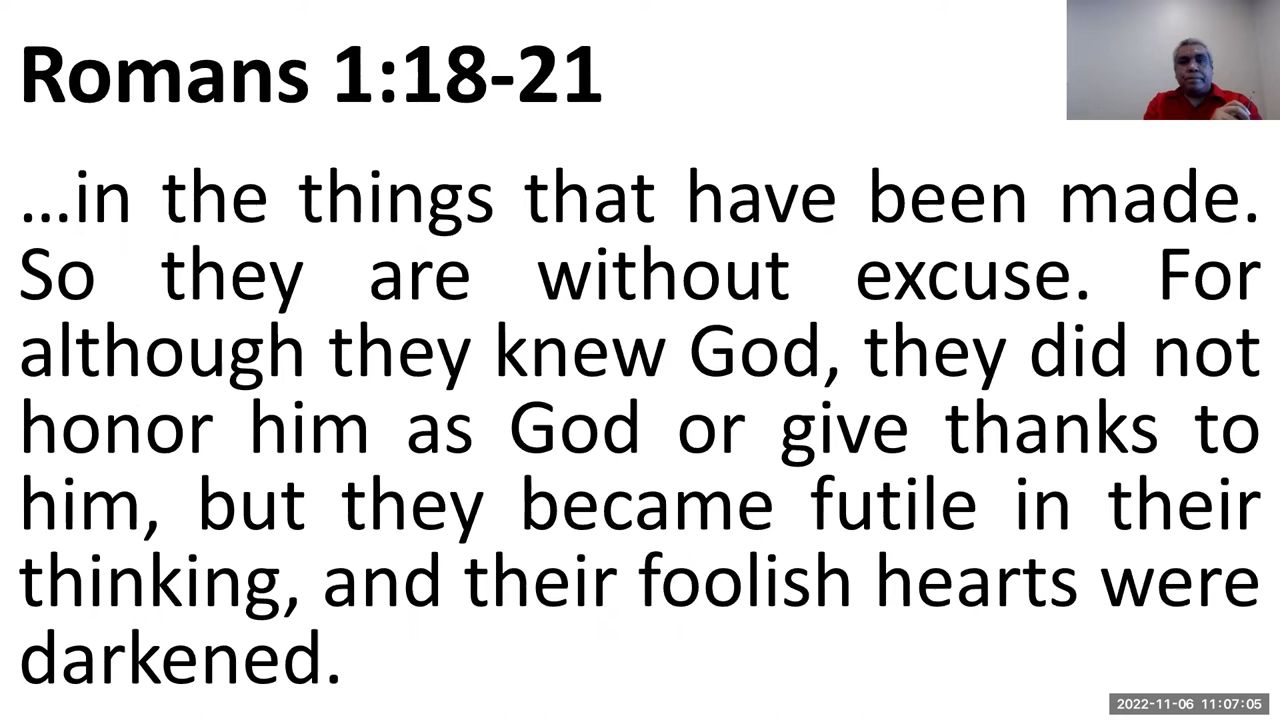 Romans 1:18-21
...in the things that have been made.
So they are without excuse. For
although they knew God, they did not
honor him as God or give thanks to
him, but they became futile in their
thinking, and their foolish hearts were
darkened.
2022-11-06 11:07:05